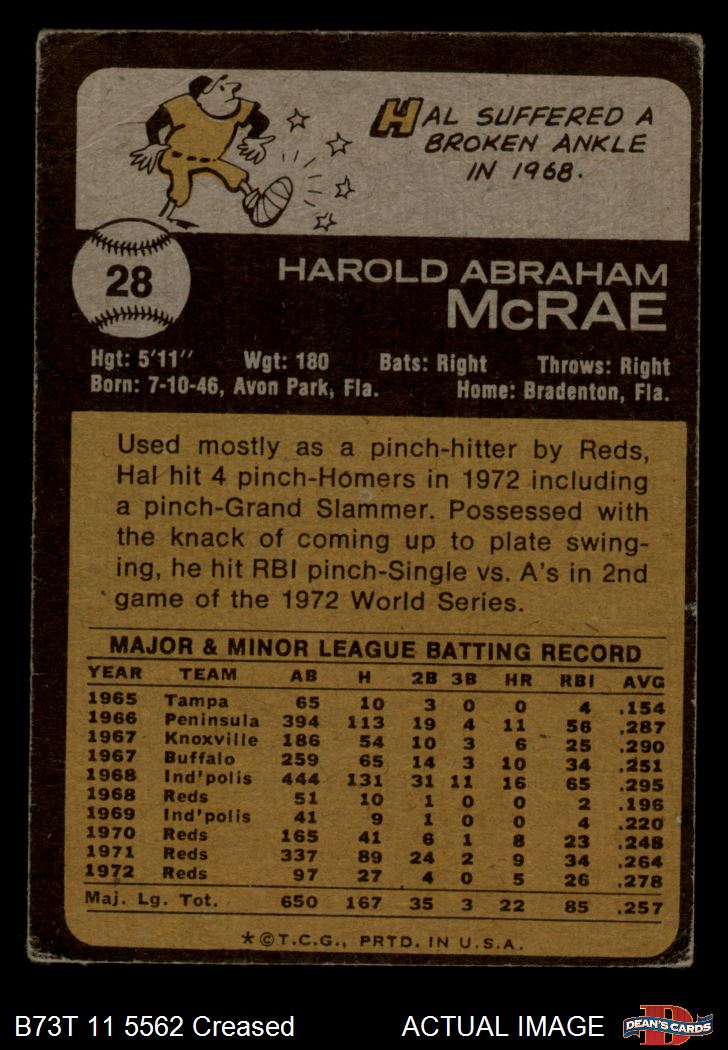 HAL SUFFERED A
BROKEN ANKLE
IN 1968.
28
HAROLD ABRAHAM
McRAE
Hgt: 5'11" Wgt: 180 Bats: Right Throws: Right
Born: 7-10-46, Avon Park, Fla. Home: Bradenton, Fla.
Used mostly as a pinch-hitter by Reds,
Hal hit 4 pinch-Homers in 1972 including
a pinch-Grand Slammer. Possessed with
the knack of coming up to plate swing-
ing, he hit RBI pinch-Single vs. A's in 2nd
game of the 1972 World Series.
MAJOR & MINOR LEAGUE BATTING RECORD
YEAR TEAM AB H 2B 3B HR RBI AVG
1965 Tampa 65 10 3 0 0 4 .154
1966 Peninsula 394 113 19 4 11 56 .287
1967 Knoxville 186 54 10 3 6 25 .290
1967 Buffalo 259 65 14 3 10 34 .251
1968 Ind'polis 444 131 31 11 16 65 .295
1968 Reds 51 10 1 0 0 2 .196
1969 Ind'polis 41 9 1 0 0 4 .220
1970 Reds 165 41 6 1 8 23 .248
1971 Reds 337 89 24 2 9 34 .264
1972 Reds 97 27 4 0 5 26 .278
Maj. Lg. Tot. 650 167 35 3 22 85 .257
*©T.C.G., PRTD. IN U.S.A.
B73T 11 5562 Creased ACTUAL IMAGE
D
DEAN'S CARDS